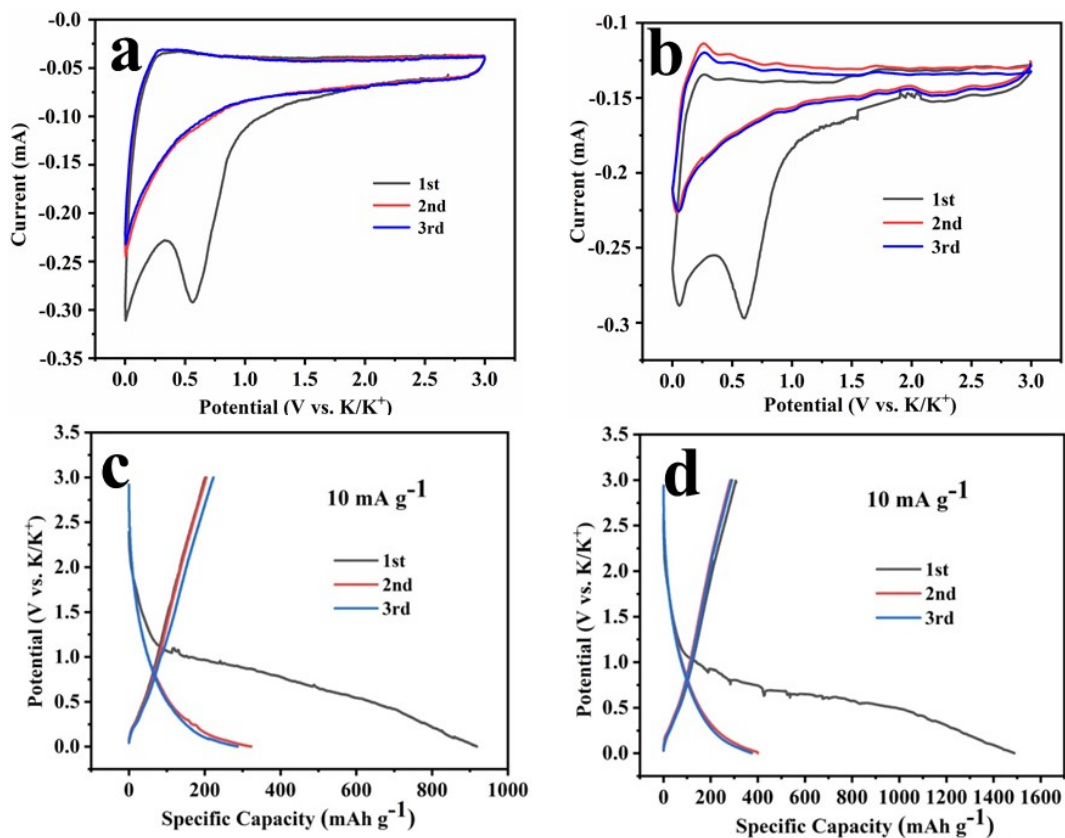 a
-0.0
-0.05
-0.10
-0.15
-0.20
-0.25
-0.30
-0.35
Current (mA)
1st
2nd
3rd
0.0 0.5 1.0 1.5 2.0 2.5 3.0
Potential (V vs. K/K+)
b
-0.1
-0.15
-0.2
-0.25
-0.3
Current (mA)
1st
2nd
3rd
0.0 0.5 1.0 1.5 2.0 2.5 3.0
Potential (V vs. K/K+)
c
3.5
3.0
2.5
2.0
1.5
1.0
0.5
0.0
Potential (V vs. K/K+)
10 mA g-1
1st
2nd
3rd
0 200 400 600 800 1000
Specific Capacity (mAh g-1)
d
3.5
3.0
2.5
2.0
1.5
1.0
0.5
0.0
Potential (V vs. K/K+)
10 mA g-1
1st
2nd
3rd
0 200 400 600 800 1000 1200 1400 1600
Specific Capacity (mAh g-1)